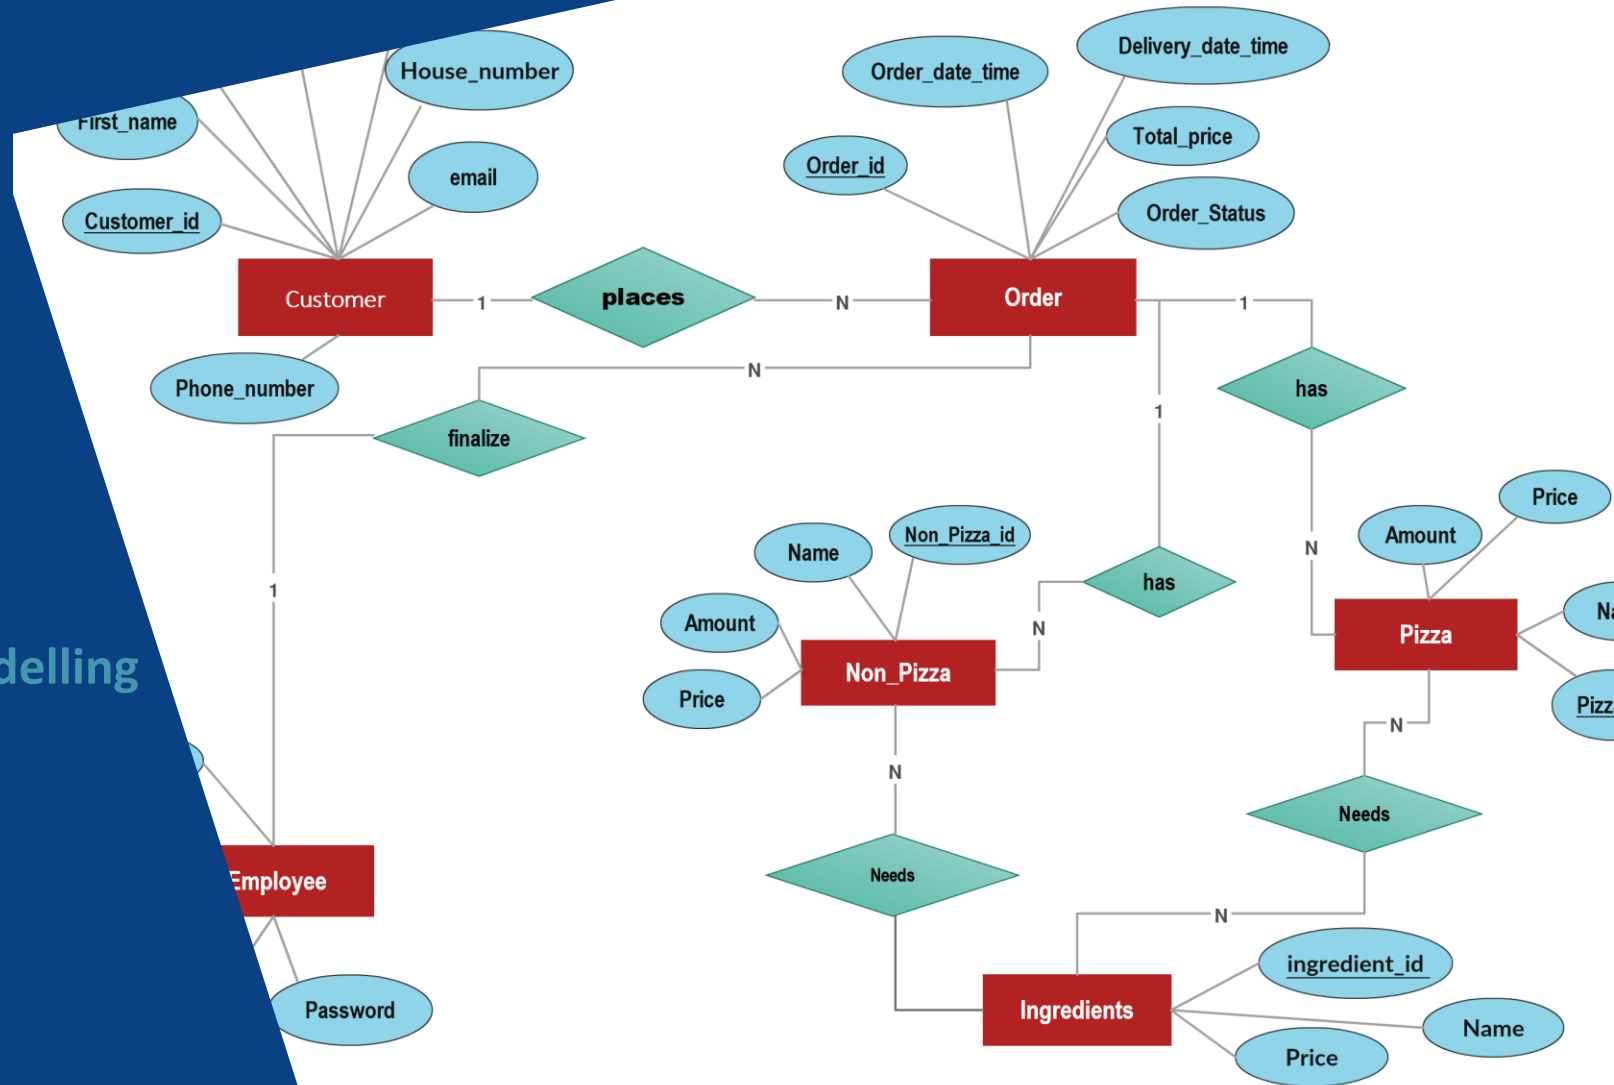 House_number
Order_date_time
Delivery_date_time
First_name
Total_price
Order_id
email
Customer_id
Order_Status
Customer
1
places
N
Order
1
Phone_number
N
has
1
finalize
Price
Amount
Non_Pizza_id
Name
N
1
has
Amount
N
Pizza
delling
Non_Pizza
Price
N
N
Needs
Needs
Employee
N
ingredient_id
Password
Ingredients
Name
Price